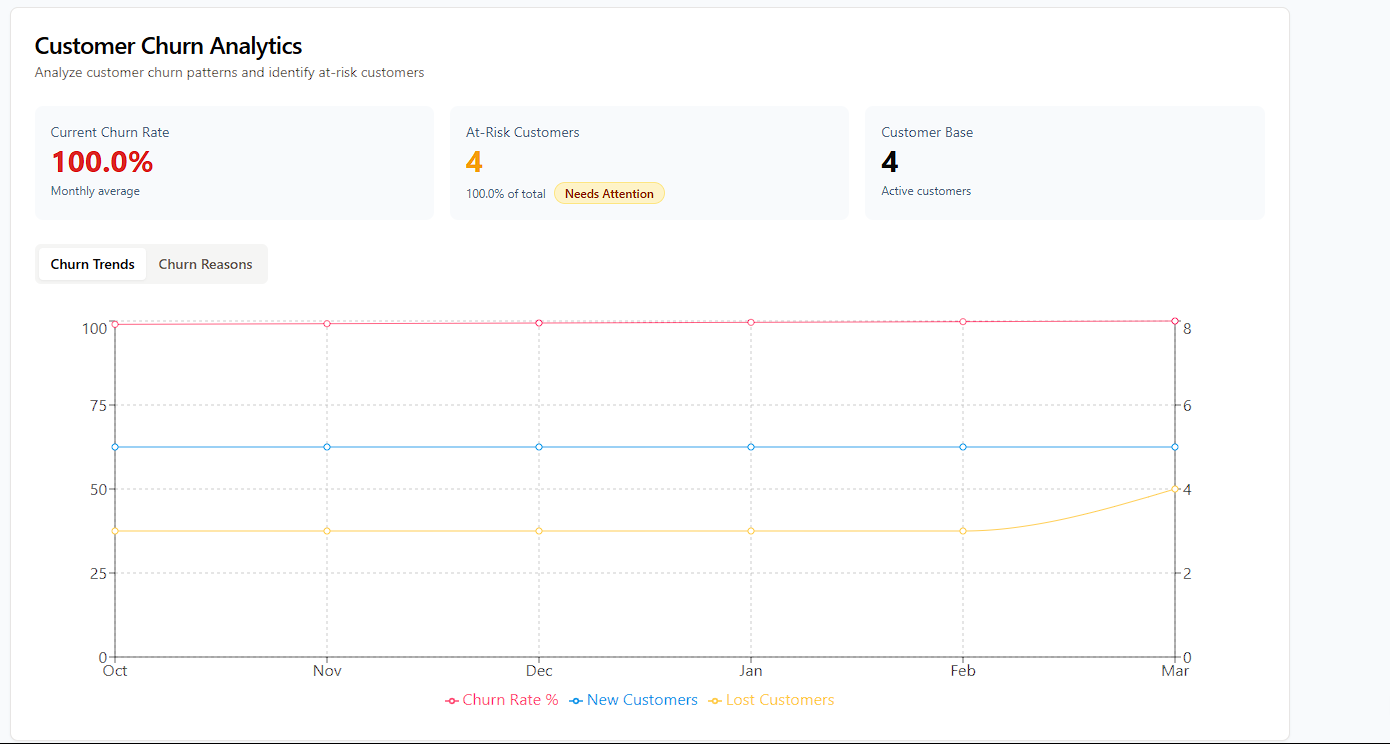 Customer Churn Analytics
Analyze customer churn patterns and identify at-risk customers
Current Churn Rate
100.0%
Monthly average
At-Risk Customers
4
100.0% of total Needs Attention
Customer Base
4
Active customers
Churn Trends Churn Reasons
100 8
75 6
50 4
25 2
0 0
Oct Nov Dec Jan Feb Mar
Churn Rate % New Customers Lost Customers